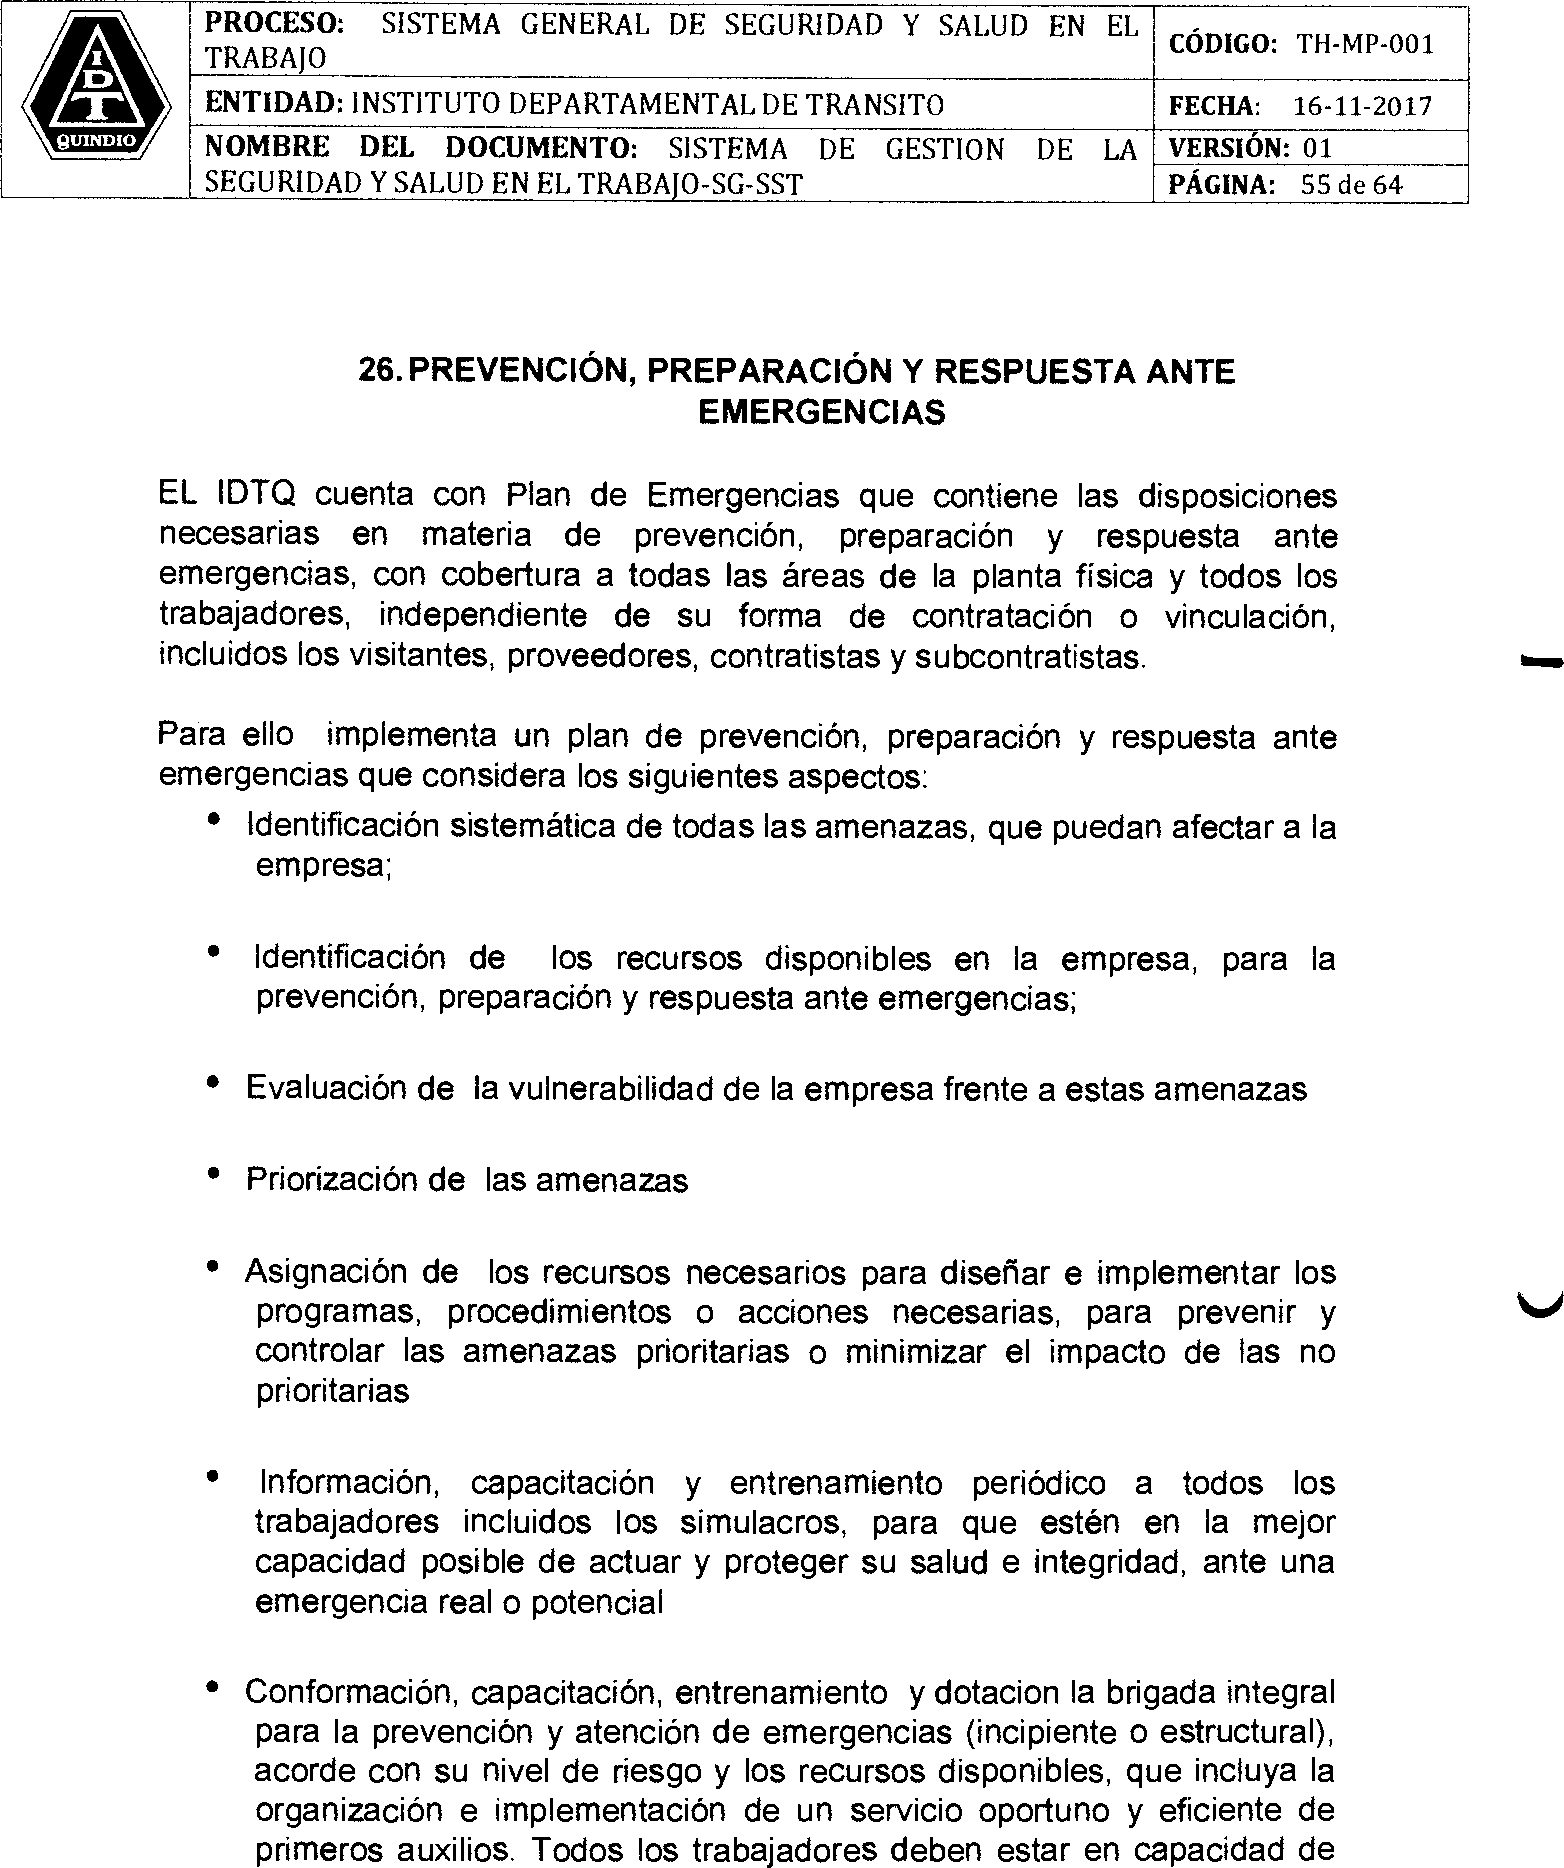 IDT
QUINDIO
PROCESO: SISTEMA GENERAL DE SEGURIDAD Y SALUD EN EL
TRABAJO
CÓDIGO: TH-MP-001
ENTIDAD: INSTITUTO DEPARTAMENTAL DE TRANSITO
FECHA: 16-11-2017
NOMBRE DEL DOCUMENTO: SISTEMA DE GESTION DE LA
SEGURIDAD Y SALUD EN EL TRABAJO-SG-SST
VERSIÓN: 01
PÁGINA: 55 de 64
26. PREVENCIÓN, PREPARACIÓN Y RESPUESTA ANTE
EMERGENCIAS
EL IDTQ cuenta con Plan de Emergencias que contiene las disposiciones
necesarias en materia de prevención, preparación y respuesta ante
emergencias, con cobertura a todas las áreas de la planta física y todos los
trabajadores, independiente de su forma de contratación o vinculación,
incluidos los visitantes, proveedores, contratistas y subcontratistas.
Para ello implementa un plan de prevención, preparación y respuesta ante
emergencias que considera los siguientes aspectos:
• Identificación sistemática de todas las amenazas, que puedan afectar a la
empresa;
• Identificación de los recursos disponibles en la empresa, para la
prevención, preparación y respuesta ante emergencias;
• Evaluación de la vulnerabilidad de la empresa frente a estas amenazas
• Priorización de las amenazas
• Asignación de los recursos necesarios para diseñar e implementar los
programas, procedimientos o acciones necesarias, para prevenir y
controlar las amenazas prioritarias o minimizar el impacto de las no
prioritarias
• Información, capacitación y entrenamiento periódico a todos los
trabajadores incluidos los simulacros, para que estén en la mejor
capacidad posible de actuar y proteger su salud e integridad, ante una
emergencia real o potencial
• Conformación, capacitación, entrenamiento y dotacion la brigada integral
para la prevención y atención de emergencias (incipiente o estructural),
acorde con su nivel de riesgo y los recursos disponibles, que incluya la
organización e implementación de un servicio oportuno y eficiente de
primeros auxilios. Todos los trabajadores deben estar en capacidad de